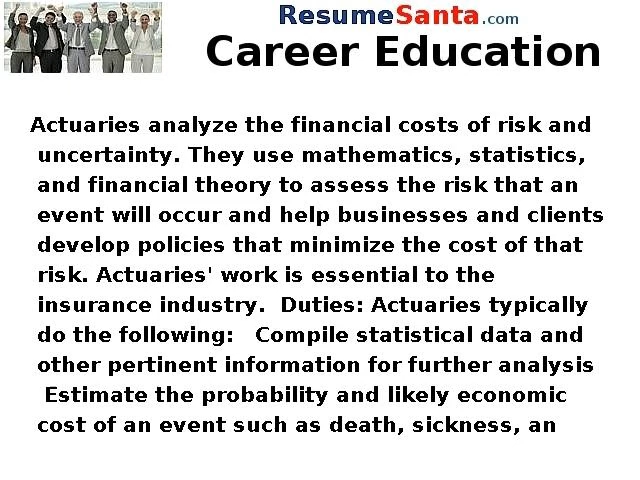 ResumeSanta.com
Career Education
Actuaries analyze the financial costs of risk and
uncertainty. They use mathematics, statistics,
and financial theory to assess the risk that an
event will occur and help businesses and clients
develop policies that minimize the cost of that
risk. Actuaries' work is essential to the
insurance industry.  Duties: Actuaries typically
do the following:   Compile statistical data and
other pertinent information for further analysis
Estimate the probability and likely economic
cost of an event such as death, sickness, an